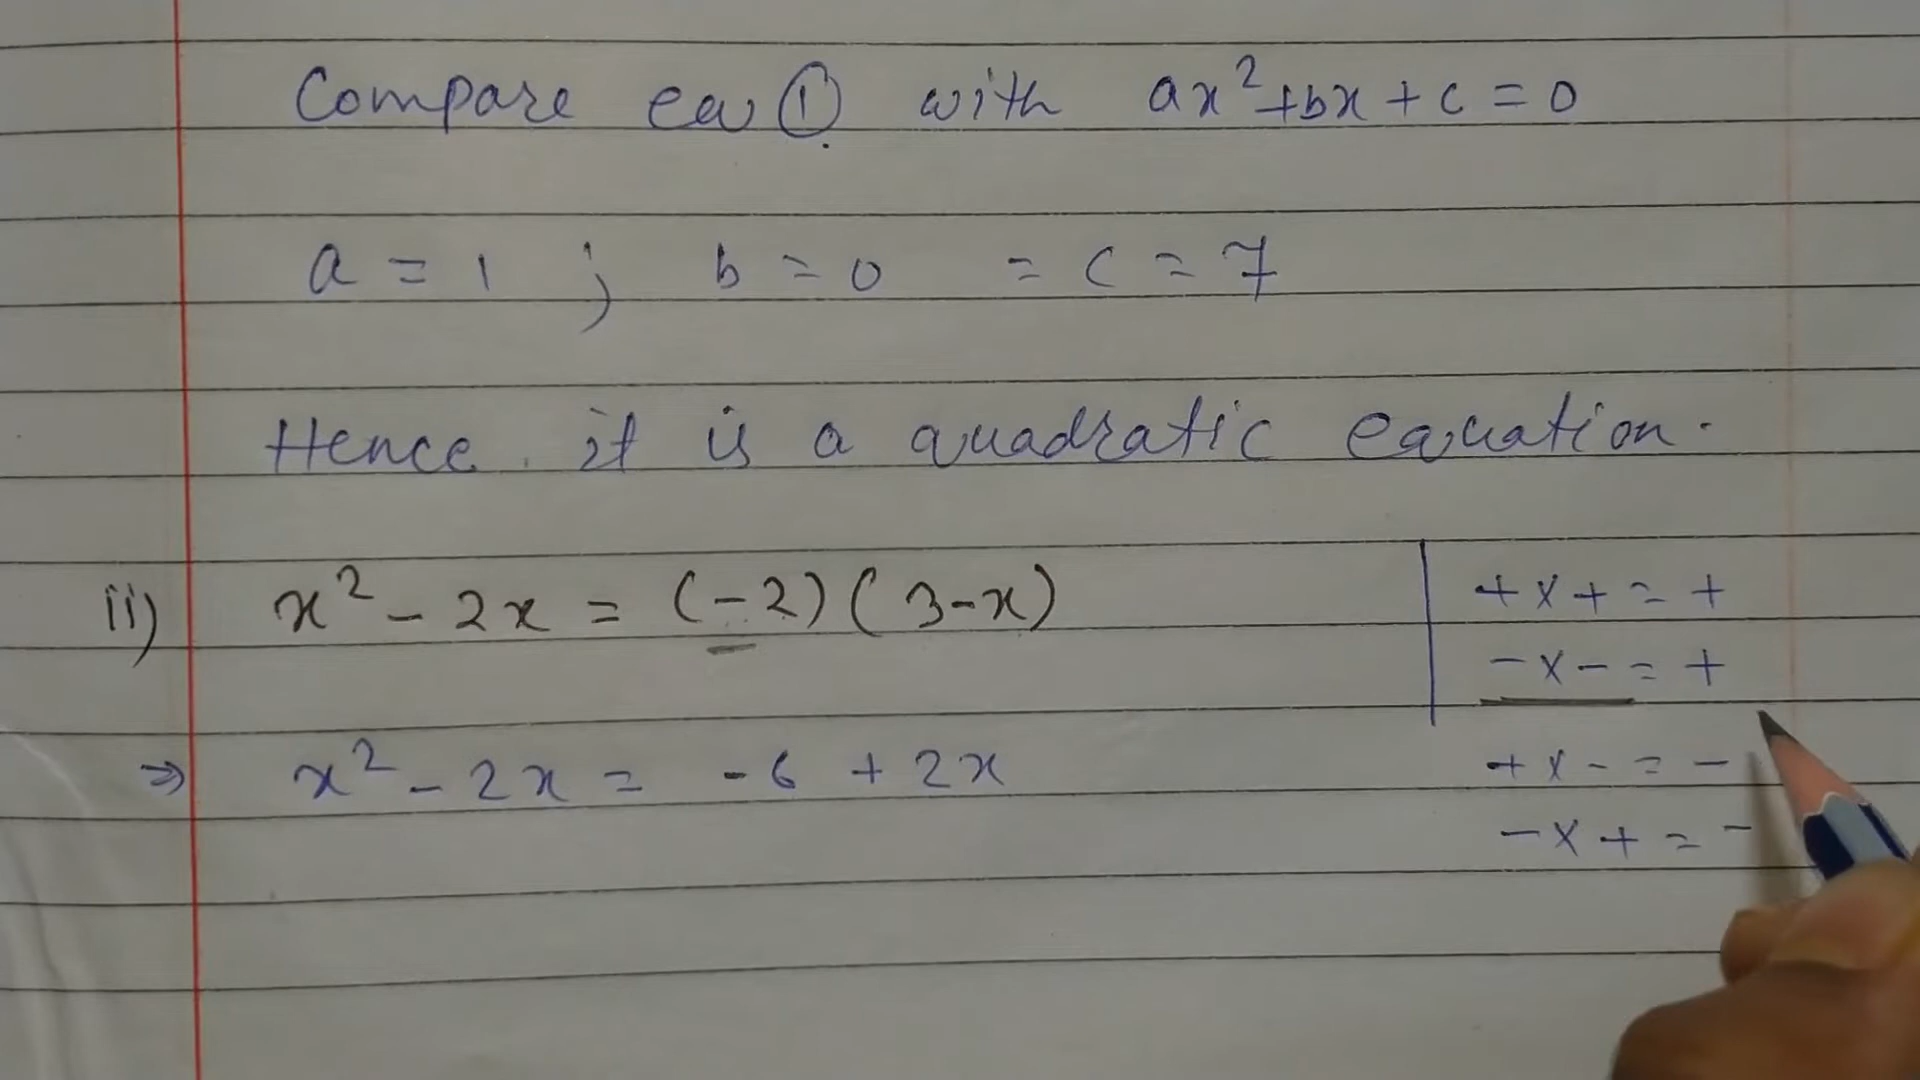 Compare eq ① with ax²+bx+c=0
a = 1 ; b = 0 = c = 7
Hence it is a quadratic equation.
ii) x² - 2x = (-2)(3-x)
+ x + = +
- x - = +
⇒ x² - 2x = -6 + 2x
+ x - = -
- x + = -